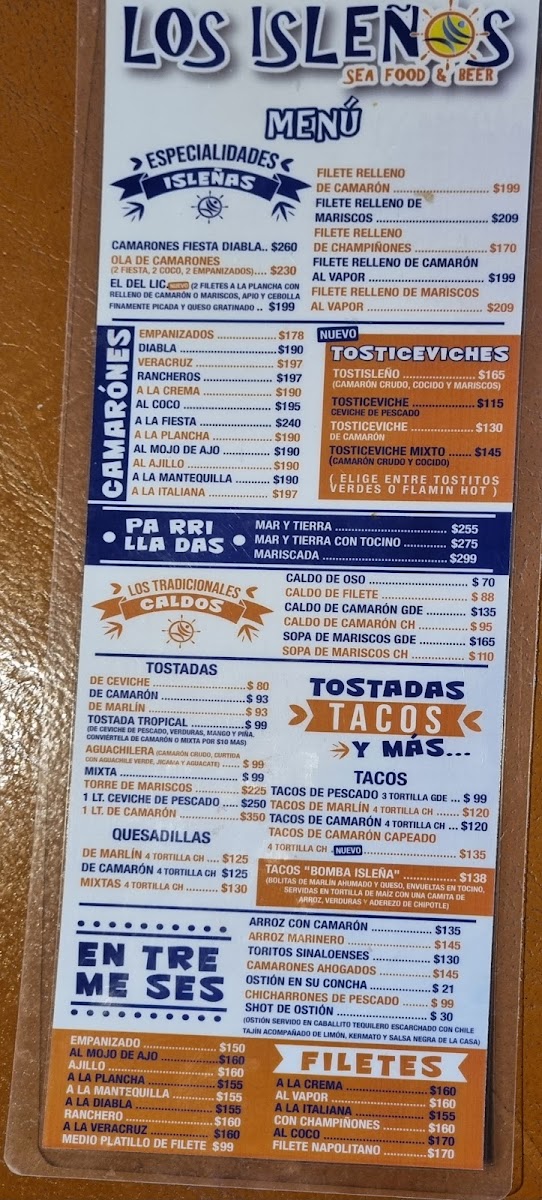 LOS ISLEÑOS
SEA FOOD & BEER
MENÚ
ESPECIALIDADES
ISLEÑAS
CAMARONES FIESTA DIABLA.. $260
OLA DE CAMARONES
(2 FIESTA, 2 COCO, 2 EMPANIZADOS).... $230
EL DEL LIC. NUEVO (2 FILETES A LA PLANCHA CON
RELLENO DE CAMARÓN O MARISCOS, APIO Y CEBOLLA
FINAMENTE PICADA Y QUESO GRATINADO .. $199
FILETE RELLENO
DE CAMARÓN ........................ $199
FILETE RELLENO DE
MARISCOS ............................ $209
FILETE RELLENO
DE CHAMPIÑONES ................ $170
FILETE RELLENO DE CAMARÓN
AL VAPOR ............................ $199
FILETE RELLENO DE MARISCOS
AL VAPOR ............................ $209
CAMARÓNES
EMPANIZADOS ................ $178
DIABLA ........................ $190
VERACRUZ .................... $197
RANCHEROS .................. $197
A LA CREMA .................. $190
AL COCO ...................... $195
A LA FIESTA .................. $240
A LA PLANCHA ................ $190
AL MOJO DE AJO .............. $190
AL AJILLO ..................... $190
A LA MANTEQUILLA ........... $190
A LA ITALIANA ................ $197
NUEVO
TOSTICEVICHES
TOSTISLEÑO .................. $165
(CAMARÓN CRUDO, COCIDO Y MARISCOS)
TOSTICEVICHE ................ $115
CEVICHE DE PESCADO
TOSTICEVICHE ................ $130
DE CAMARÓN
TOSTICEVICHE MIXTO ...... $145
(CAMARÓN CRUDO Y COCIDO)
( ELIGE ENTRE TOSTITOS
VERDES O FLAMIN HOT )
PA RRI
LLA DAS
MAR Y TIERRA ........................ $255
MAR Y TIERRA CON TOCINO ........ $275
MARISCADA ............................ $299
LOS TRADICIONALES
CALDOS
CALDO DE OSO ........................ $ 70
CALDO DE FILETE ..................... $ 88
CALDO DE CAMARÓN GDE .......... $135
CALDO DE CAMARÓN CH ............ $ 95
SOPA DE MARISCOS GDE ............ $165
SOPA DE MARISCOS CH .............. $110
TOSTADAS
DE CEVICHE ........................ $ 80
DE CAMARÓN ...................... $ 93
DE MARLÍN ......................... $ 93
TOSTADA TROPICAL .............. $ 99
(DE CEVICHE DE PESCADO, VERDURAS, MANGO Y PIÑA,
CONVIÉRTELA DE CAMARÓN O MIXTA POR $10 MAS)
AGUACHILERA (CAMARÓN CRUDO, CURTIDA
CON AGUACHILE VERDE, JICAMA Y AGUACATE) ...... $ 99
MIXTA ................................ $ 99
TORRE DE MARISCOS ............. $225
1 LT. CEVICHE DE PESCADO ..... $250
1 LT. DE CAMARÓN ................ $350
QUESADILLAS
DE MARLÍN 4 TORTILLA CH .... $125
DE CAMARÓN 4 TORTILLA CH $125
MIXTAS 4 TORTILLA CH .......... $130
TOSTADAS
TACOS
Y MÁS...
TACOS
TACOS DE PESCADO 3 TORTILLA GDE ... $ 99
TACOS DE MARLÍN 4 TORTILLA CH ...... $120
TACOS DE CAMARÓN 4 TORTILLA CH ... $120
TACOS DE CAMARÓN CAPEADO
4 TORTILLA CH .NUEVO........................ $135
TACOS "BOMBA ISLEÑA" ................ $138
(BOLITAS DE MARLÍN AHUMADO Y QUESO, ENVUELTAS EN TOCINO,
SERVIDAS EN TORTILLA DE MAIZ CON UNA CAMITA DE
ARROZ, VERDURAS Y ADEREZO DE CHIPOTLE)
EN TRE
ME SES
ARROZ CON CAMARÓN ................ $135
ARROZ MARINERO ..................... $145
TORITOS SINALOENSES .............. $130
CAMARONES AHOGADOS ............. $145
OSTIÓN EN SU CONCHA .............. $ 21
CHICHARRONES DE PESCADO ....... $ 99
SHOT DE OSTIÓN ...................... $ 30
(OSTIÓN SERVIDO EN CABALLITO TEQUILERO ESCARCHADO CON CHILE
TAJÍN ACOMPAÑADO DE LIMÓN, KERMATO Y SALSA NEGRA DE LA CASA)
EMPANIZADO ..................... $150
AL MOJO DE AJO ................ $160
AJILLO ............................ $160
A LA PLANCHA ................... $155
A LA MANTEQUILLA ............. $155
A LA DIABLA ..................... $155
RANCHERO ....................... $160
A LA VERACRUZ ................. $160
MEDIO PLATILLO DE FILETE $99
FILETES
A LA CREMA ...................... $160
AL VAPOR ......................... $160
A LA ITALIANA ................... $155
CON CHAMPIÑONES ............. $160
AL COCO .......................... $170
FILETE NAPOLITANO ............ $170